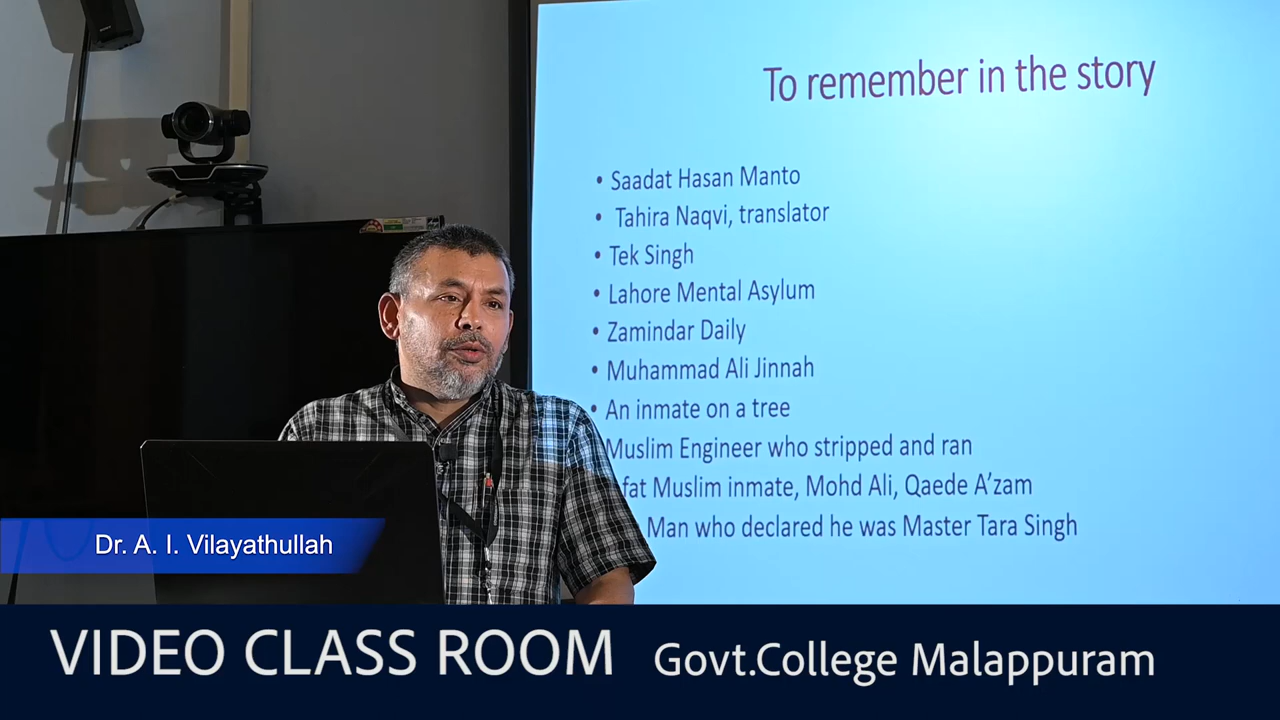 To remember in the story
• Saadat Hasan Manto
• Tahira Naqvi, translator
• Tek Singh
• Lahore Mental Asylum
• Zamindar Daily
• Muhammad Ali Jinnah
• An inmate on a tree
Muslim Engineer who stripped and ran
fat Muslim inmate, Mohd Ali, Qaede A’zam
Man who declared he was Master Tara Singh
Dr. A. I. Vilayathullah
VIDEO CLASS ROOM Govt.College Malappuram